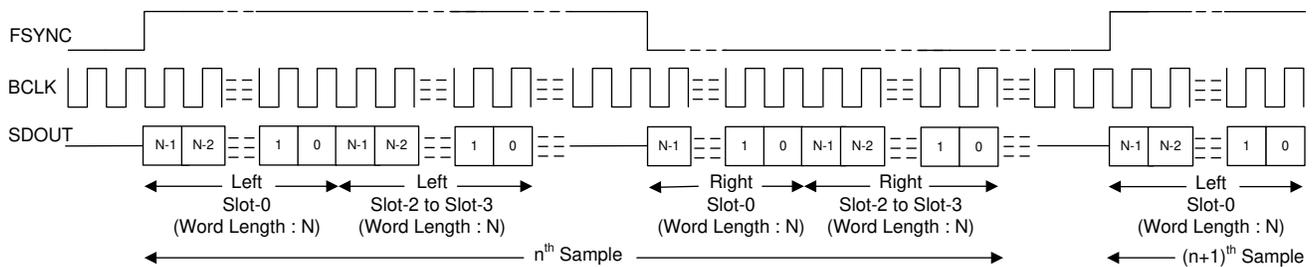 FSYNC
BCLK
SDOUT
N-1 N-2 1 0 N-1 N-2 1 0 N-1 1 0 N-1 N-2 1 0 N-1 N-2 1 0
Left Left Right Right Left
Slot-0 Slot-2 to Slot-3 Slot-0 Slot-2 to Slot-3 Slot-0
(Word Length : N) (Word Length : N) (Word Length : N) (Word Length : N) (Word Length : N)
nth Sample (n+1)th Sample